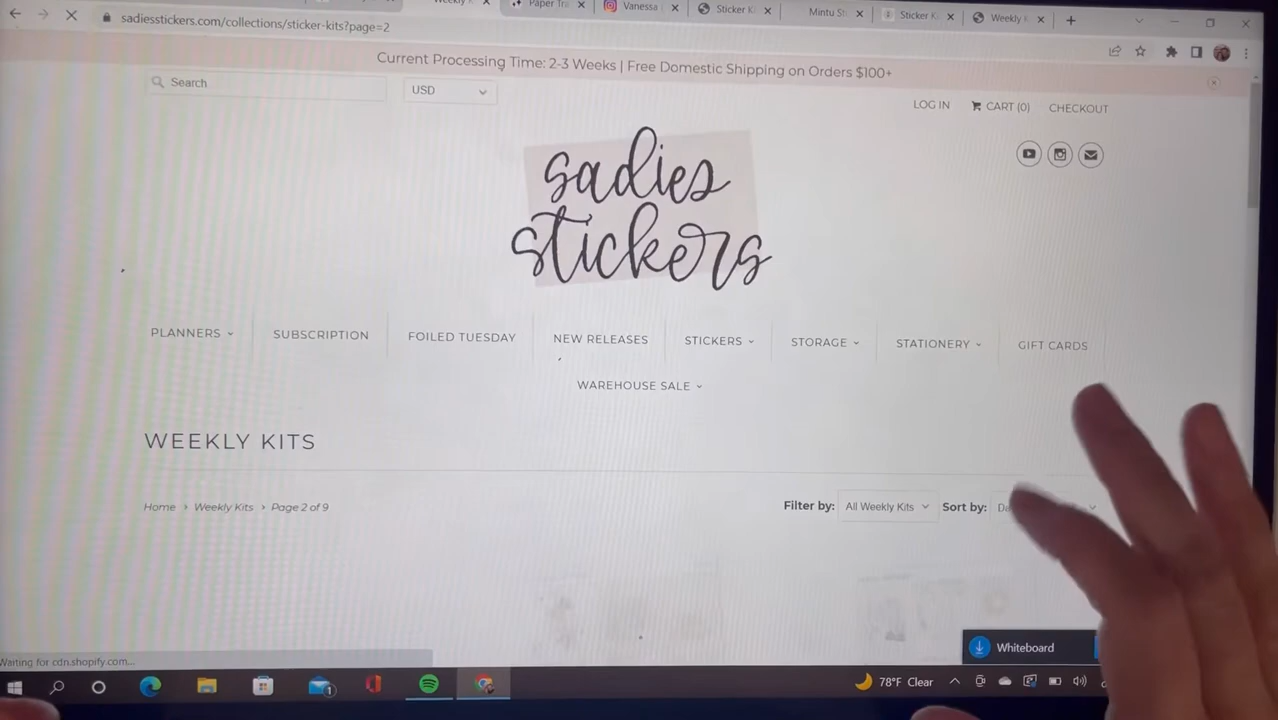 Weekly K
Paper Tra
Vanessa
Sticker K
Mintu St
Sticker K
Weekly K
sadiesstickers.com/collections/sticker-kits?page=2
Current Processing Time: 2-3 Weeks | Free Domestic Shipping on Orders $100+
Search
USD
LOG IN
CART (0)
CHECKOUT
sadies
stickers
PLANNERS
SUBSCRIPTION
FOILED TUESDAY
NEW RELEASES
STICKERS
STORAGE
STATIONERY
GIFT CARDS
WAREHOUSE SALE
WEEKLY KITS
Home > Weekly Kits > Page 2 of 9
Filter by: All Weekly Kits
Sort by:
Whiteboard
Waiting for cdn.shopify.com...
1
78°F Clear